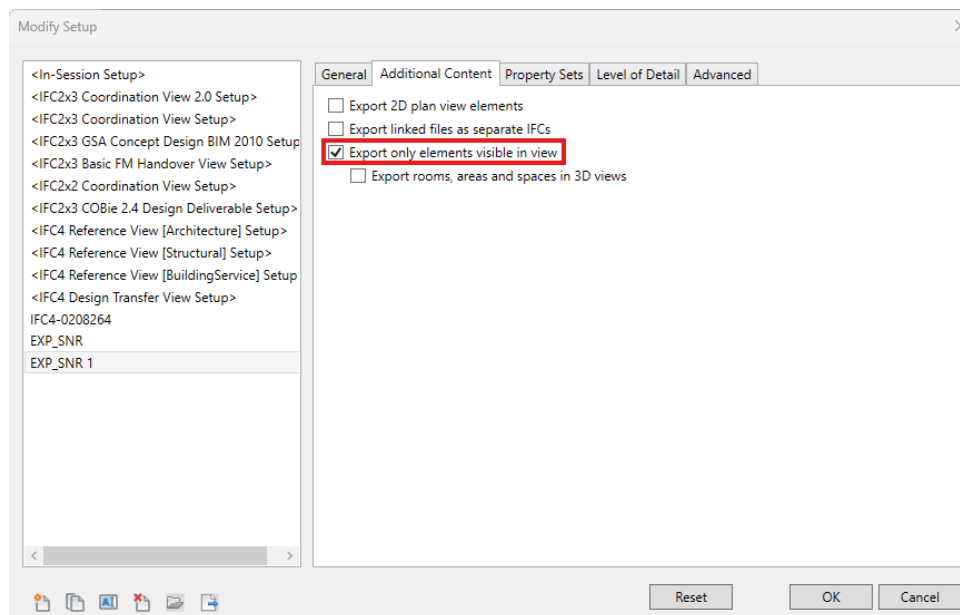 Modify Setup
<In-Session Setup>
<IFC2x3 Coordination View 2.0 Setup>
<IFC2x3 Coordination View Setup>
<IFC2x3 GSA Concept Design BIM 2010 Setup
<IFC2x3 Basic FM Handover View Setup>
<IFC2x2 Coordination View Setup>
<IFC2x3 COBie 2.4 Design Deliverable Setup>
<IFC4 Reference View [Architecture] Setup>
<IFC4 Reference View [Structural] Setup>
<IFC4 Reference View [BuildingService] Setup
<IFC4 Design Transfer View Setup>
IFC4-0208264
EXP_SNR
EXP_SNR 1
General Additional Content Property Sets Level of Detail Advanced
Export 2D plan view elements
Export linked files as separate IFCs
Export only elements visible in view
Export rooms, areas and spaces in 3D views
Reset OK Cancel